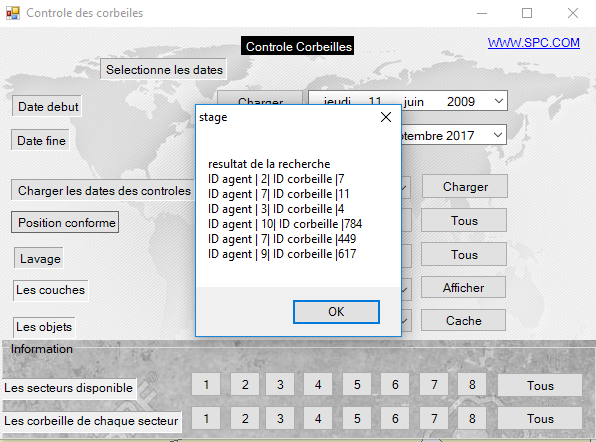 Controle des corbeiles
Controle Corbeilles
WWW.SPC.COM
Selectionne les dates
Date debut
Charger
jeudi 11 juin 2009
Date fine
2017
stage
resultat de la recherche
ID agent | 2| ID corbeille |7
ID agent | 7| ID corbeille |11
ID agent | 3| ID corbeille |4
ID agent | 10| ID corbeille |784
ID agent | 7| ID corbeille |449
ID agent | 9| ID corbeille |617
OK
Charger les dates des controles
Charger
Position conforme
Tous
Lavage
Tous
Les couches
Afficher
Les objets
Cache
Information
Les secteurs disponible
1 2 3 4 5 6 7 8 Tous
Les corbeille de chaque secteur
1 2 3 4 5 6 7 8 Tous